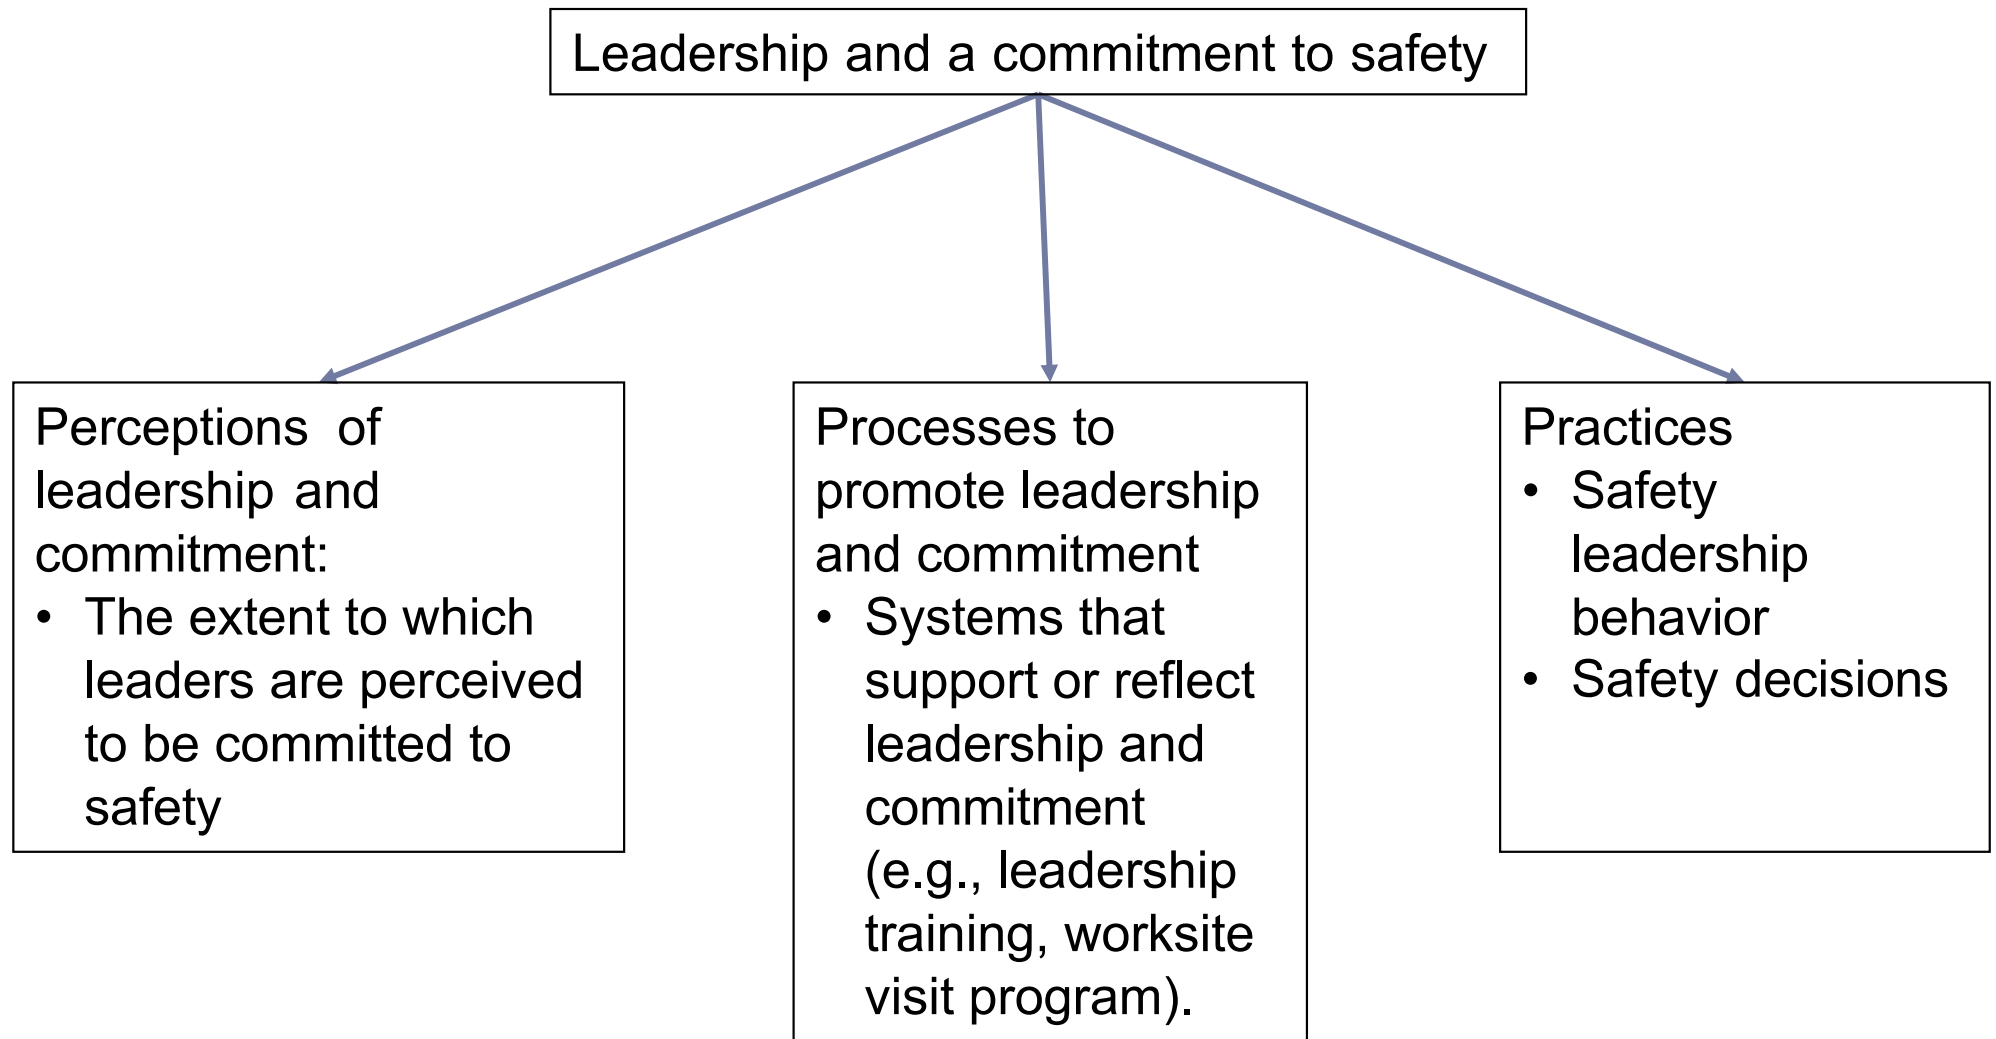 Leadership and a commitment to safety
Perceptions of
leadership and
commitment:
• The extent to which
leaders are perceived
to be committed to
safety
Processes to
promote leadership
and commitment
• Systems that
support or reflect
leadership and
commitment
(e.g., leadership
training, worksite
visit program).
Practices
• Safety
leadership
behavior
• Safety decisions